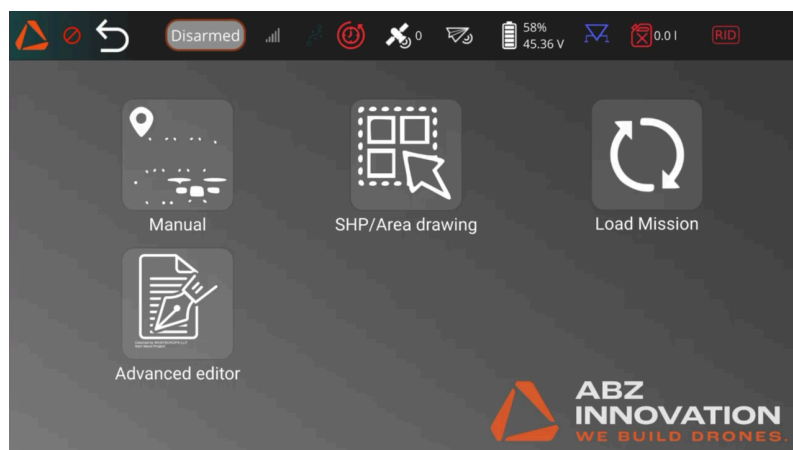 Disarmed
0
58%
45.36 V
0.0 l
RID
Manual
SHP/Area drawing
Load Mission
Advanced editor
ABZ
INNOVATION
WE BUILD DRONES.